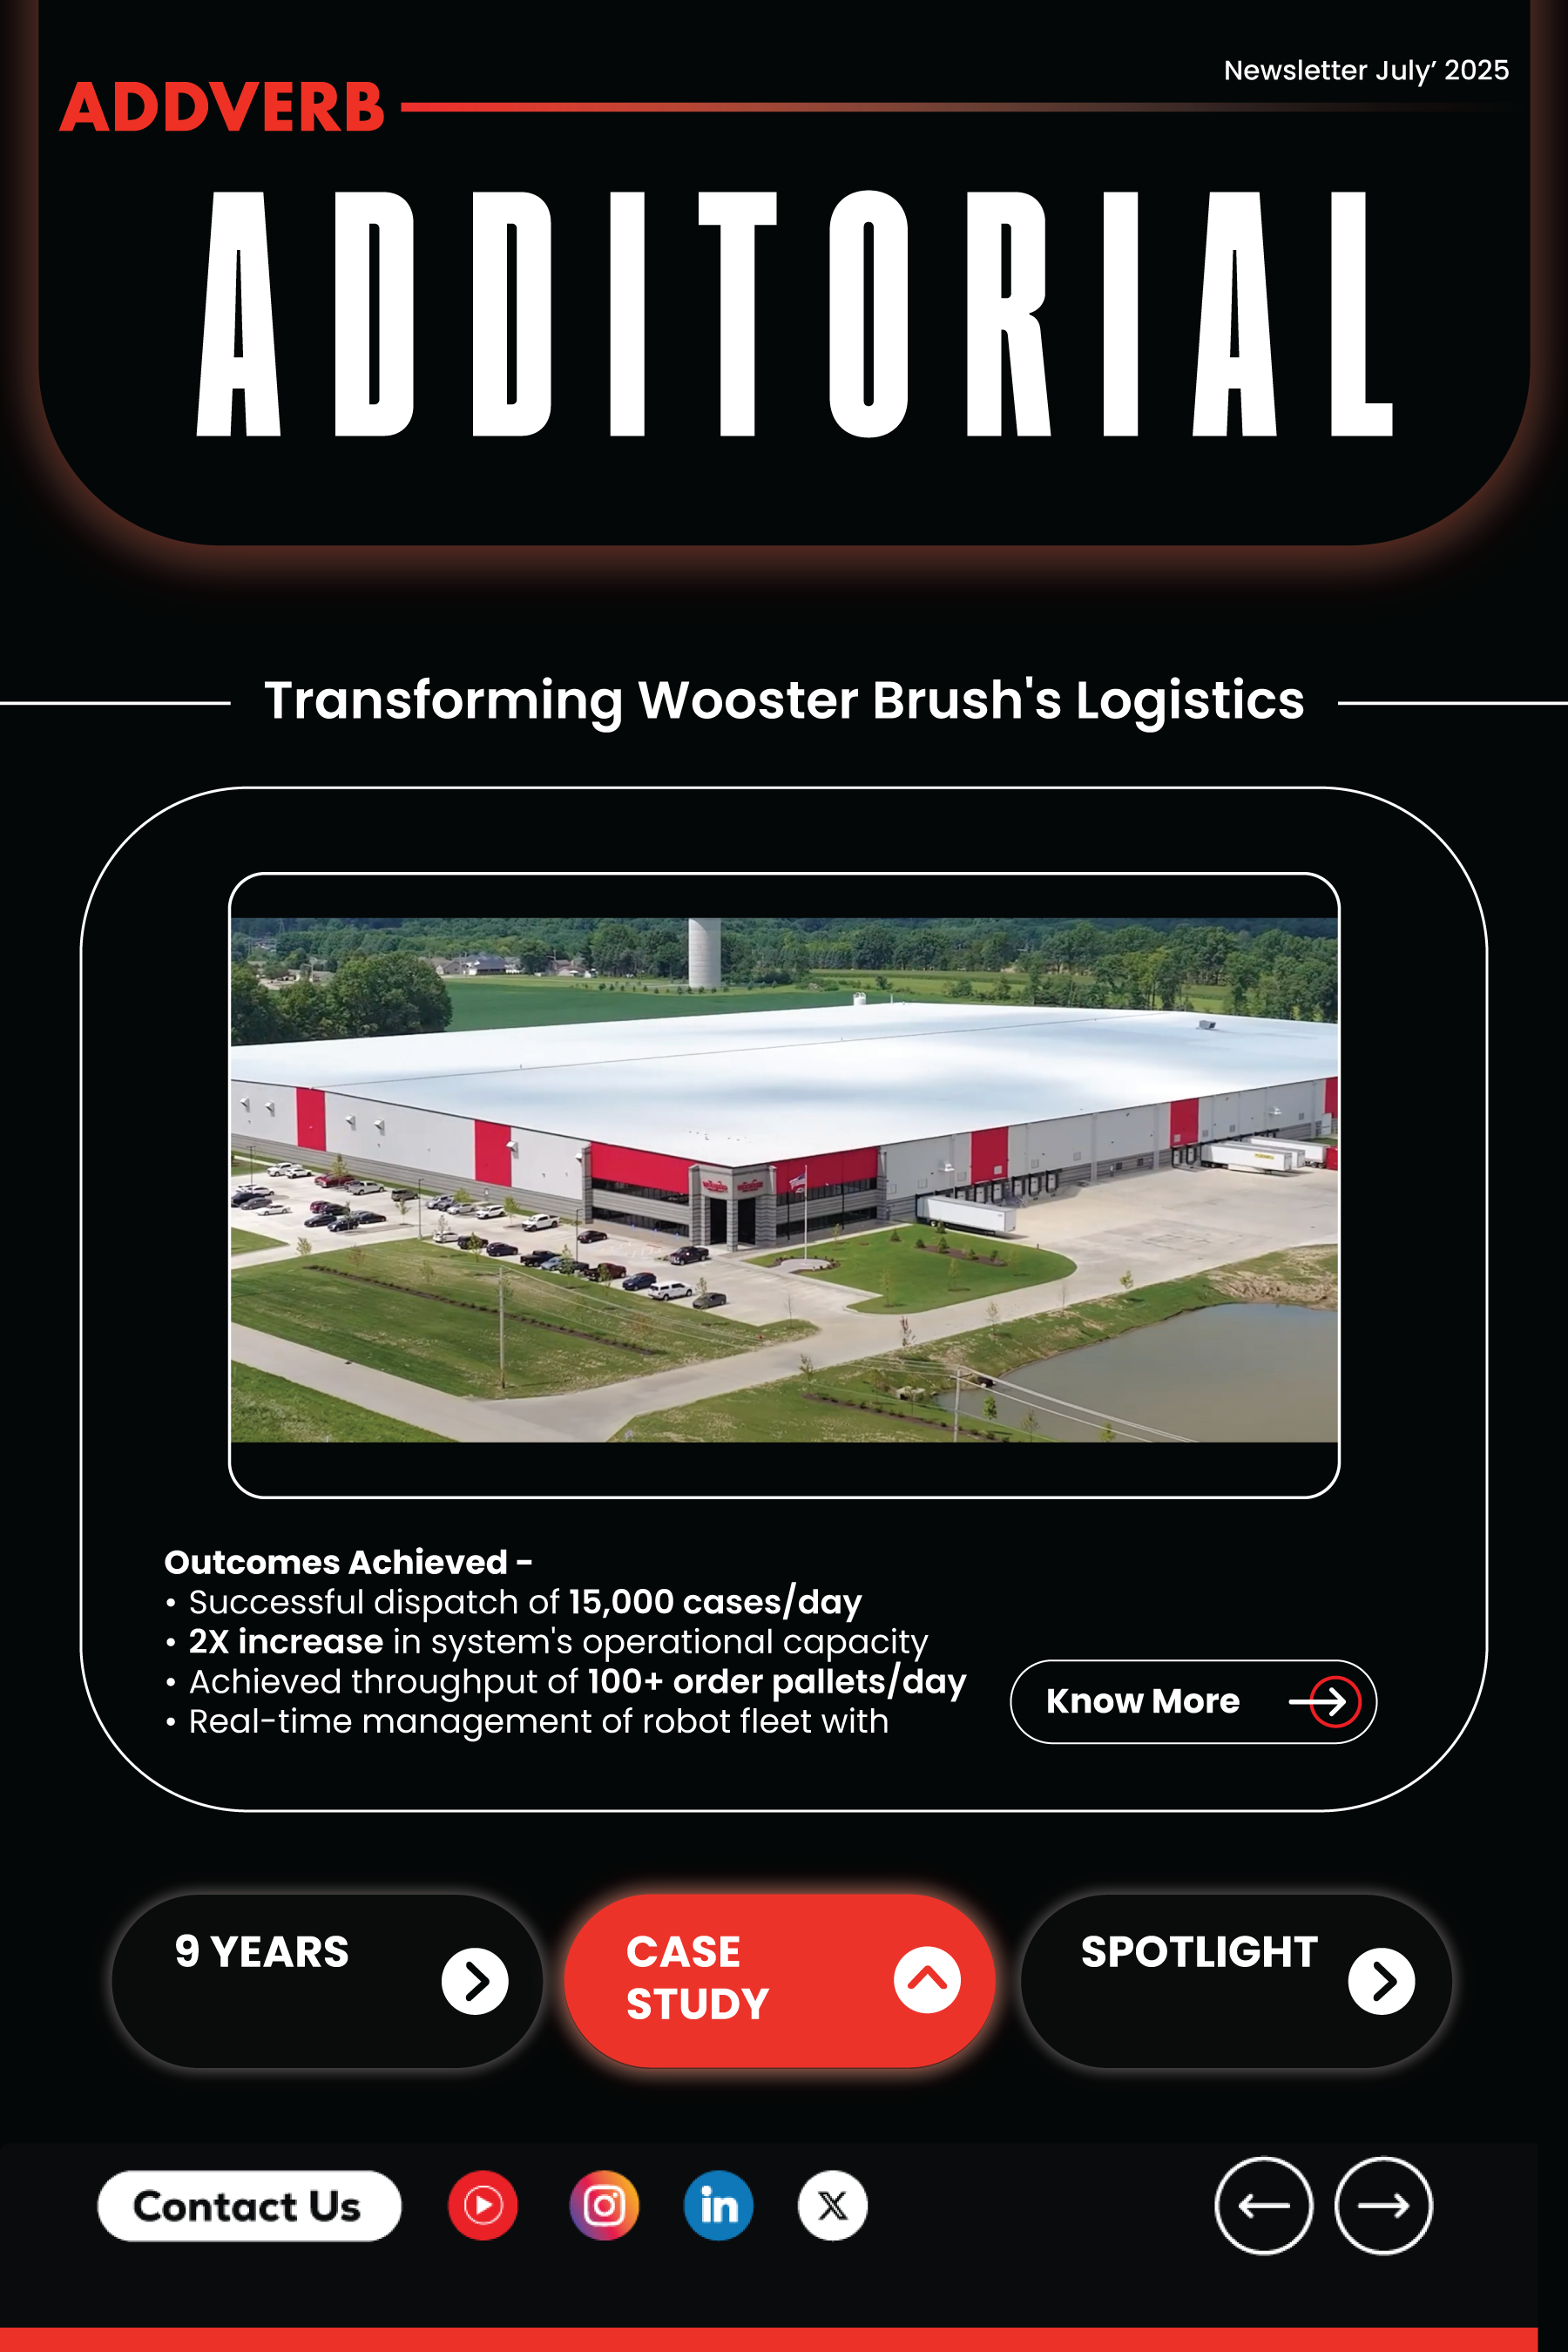 Newsletter July’ 2025
ADDVERB
ADDITORIAL
Transforming Wooster Brush's Logistics
Outcomes Achieved -
• Successful dispatch of 15,000 cases/day
• 2X increase in system's operational capacity
• Achieved throughput of 100+ order pallets/day
• Real-time management of robot fleet with
Know More
9 YEARS
CASE
STUDY
SPOTLIGHT
Contact Us
in
X